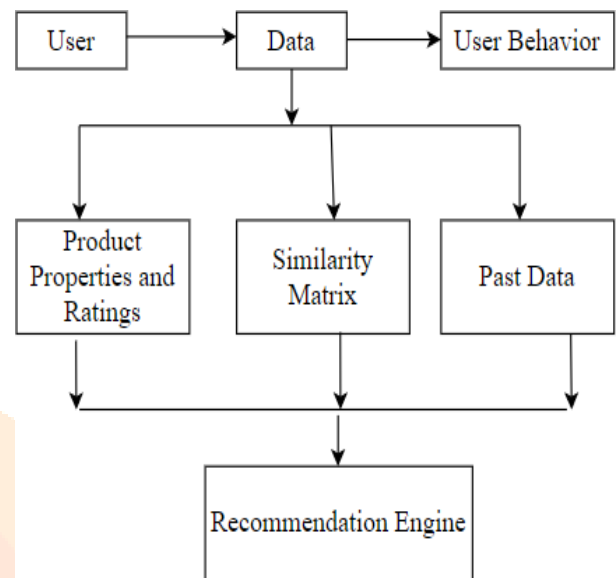 User
Data
User Behavior
Product
Properties and
Ratings
Similarity
Matrix
Past Data
Recommendation Engine